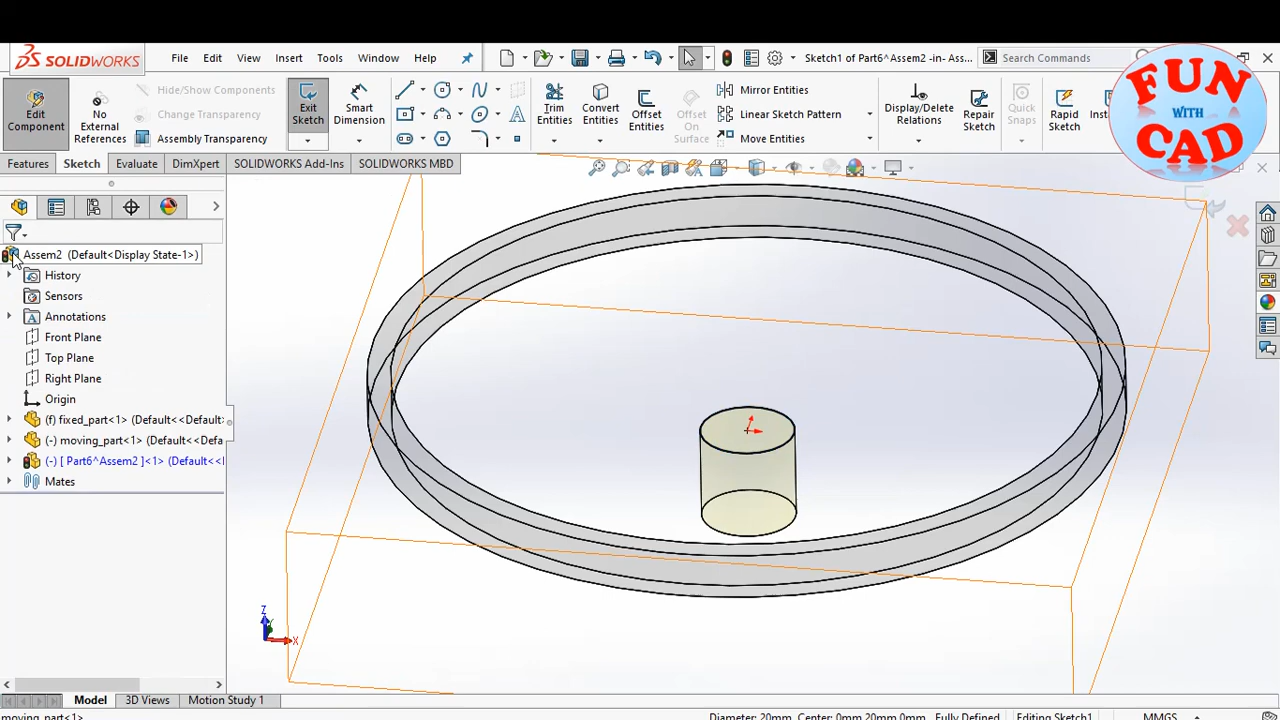 SOLIDWORKS File Edit View Insert Tools Window Help Sketch1 of Part6^Assem2 -in- Ass... Search Commands
FUN
WITH
CAD
Edit Component
No External References
Hide/Show Components
Change Transparency
Assembly Transparency
Exit Sketch
Smart Dimension
Trim Entities
Convert Entities
Offset Entities
Offset On Surface
Mirror Entities
Linear Sketch Pattern
Move Entities
Display/Delete Relations
Repair Sketch
Quick Snaps
Rapid Sketch
Inst
Features Sketch Evaluate DimXpert SOLIDWORKS Add-Ins SOLIDWORKS MBD
Assem2 (Default<Display State-1>)
History
Sensors
Annotations
Front Plane
Top Plane
Right Plane
Origin
(f) fixed_part<1> (Default<<Default:
(-) moving_part<1> (Default<<Defa
(-) [ Part6^Assem2 ]<1> (Default<<l
Mates
Z
Y
X
Model 3D Views Motion Study 1
moving_part<1> Diameter: 20mm Center: 0mm 20mm 0mm Fully Defined Editing Sketch1 MMGS